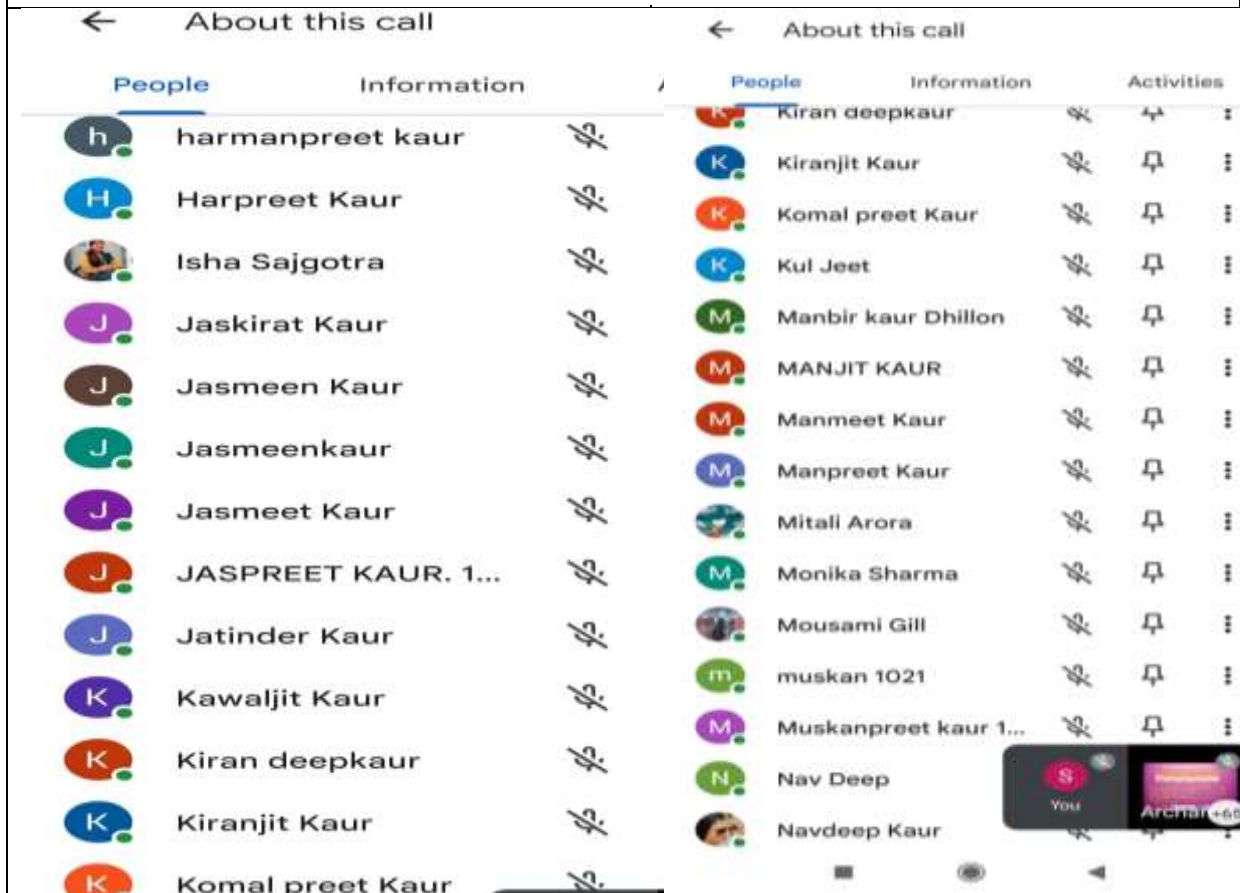 About this call
People Information
h harmanpreet kaur
H Harpreet Kaur
Isha Sajgotra
J Jaskirat Kaur
J Jasmeen Kaur
J Jasmeenkaur
J Jasmeet Kaur
J JASPREET KAUR. 1...
J Jatinder Kaur
K Kawaljit Kaur
K Kiran deepkaur
K Kiranjit Kaur
K Komal preet Kaur
About this call
People Information Activities
K Kiran deepkaur
K Kiranjit Kaur
K Komal preet Kaur
K Kul Jeet
M Manbir kaur Dhillon
M MANJIT KAUR
M Manmeet Kaur
M Manpreet Kaur
Mitali Arora
M Monika Sharma
Mousami Gill
m muskan 1021
M Muskanpreet kaur 1...
N Nav Deep
S
You
Navdeep Kaur